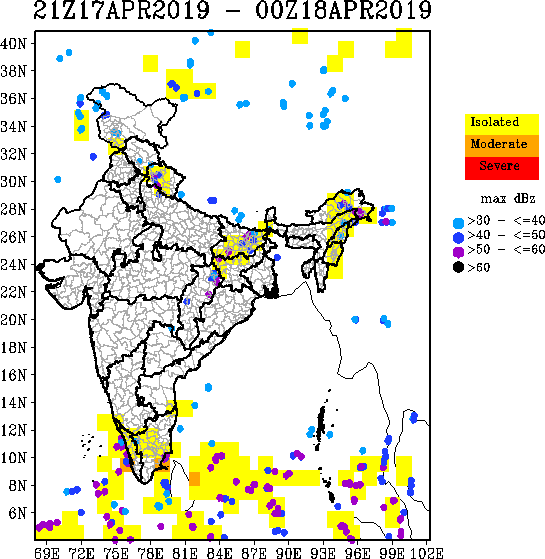 21Z17APR2019 - 00Z18APR2019
40N
38N
36N
34N
32N
30N
28N
26N
24N
22N
20N
18N
16N
14N
12N
10N
8N
6N
69E 72E 75E 78E 81E 84E 87E 90E 93E 96E 99E 102E
Isolated
Moderate
Severe
max dBz
>30 - <=40
>40 - <=50
>50 - <=60
>60